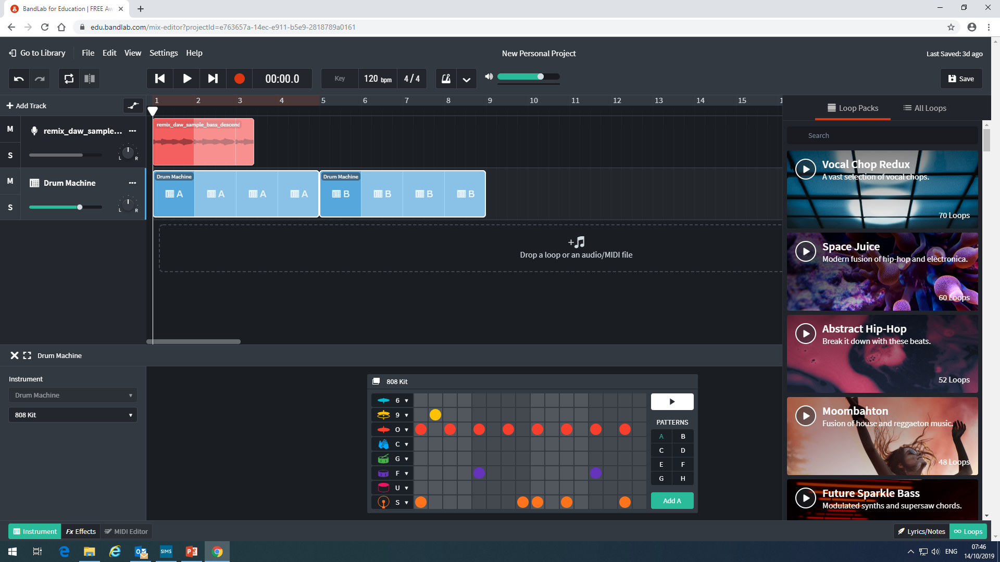 BandLab for Education | FREE Aw
edu.bandlab.com/mix-editor?projectId=e763657a-14ec-e911-b5e9-2818789a0161
Go to Library File Edit View Settings Help
New Personal Project
Last Saved: 3d ago
00:00.0 Key 120 bpm 4 / 4
Save
Add Track
1 2 3 4 5 6 7 8 9 10 11 12 13 14 15 1
Loop Packs All Loops
M
remix_daw_sample...
S
L R
remix_daw_sample_bass_descend
M
Drum Machine
S
L R
Drum Machine
A A A A
Drum Machine
B B B B
Drop a loop or an audio/MIDI file
Search
Vocal Chop Redux
A vast selection of vocal chops.
70 Loops
Space Juice
Modern fusion of hip-hop and electronica.
60 Loops
Abstract Hip-Hop
Break it down with these beats.
52 Loops
Moombahton
Fusion of house and reggaeton music.
48 Loops
Future Sparkle Bass
Modulated synths and supersaw chords.
Drum Machine
Instrument
Drum Machine
808 Kit
808 Kit
6
9
O
C
G
F
U
S
PATTERNS
A B
C D
E F
G H
Add A
Instrument Fx Effects MIDI Editor
Lyrics/Notes Loops
SIMS
ENG
07:46
14/10/2019